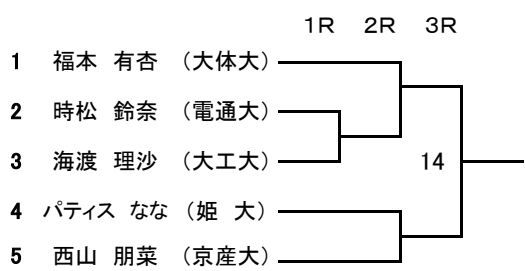 1R 2R 3R
1 福本 有杏 (大体大)
2 時松 鈴奈 (電通大)
3 海渡 理沙 (大工大)
14
4 パティス なな (姫 大)
5 西山 朋菜 (京産大)